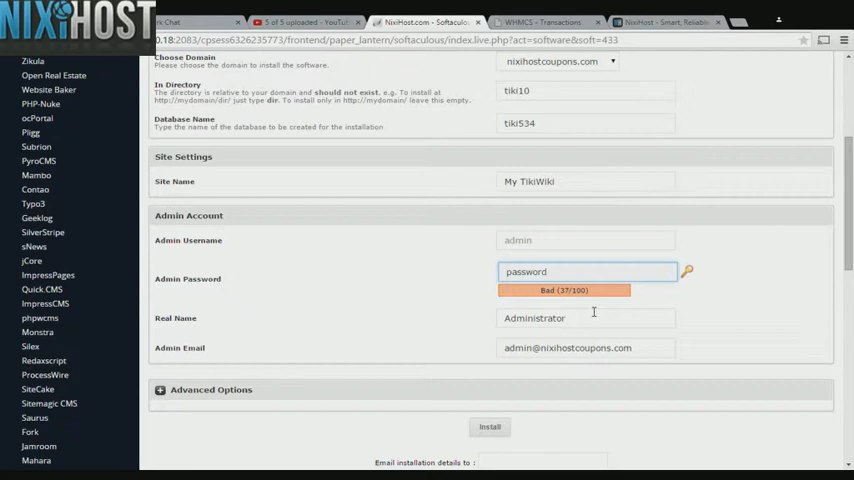 NIXIHOST
rk Chat
5 of 5 uploaded - YouTube
NixiHost.com - Softaculous
WHMCS - Transactions
NixiHost - Smart, Reliable
0.18:2083/cpsess6326235773/frontend/paper_lantern/softaculous/index.live.php?act=software&soft=433
Zikula
Open Real Estate
Website Baker
PHP-Nuke
ocPortal
Pligg
Subrion
PyroCMS
Mambo
Contao
Typo3
Geeklog
SilverStripe
sNews
jCore
ImpressPages
Quick.CMS
ImpressCMS
phpwcms
Monstra
Silex
Redaxscript
ProcessWire
SiteCake
Sitemagic CMS
Saurus
Fork
Jamroom
Mahara
Choose Domain
Please choose the domain to install the software.
nixihostcoupons.com
In Directory
The directory is relative to your domain and should not exist. e.g. To install at
http://mydomain/dir/ just type dir. To install only in http://mydomain/ leave this empty.
tiki10
Database Name
Type the name of the database to be created for the installation
tiki534
Site Settings
Site Name
My TikiWiki
Admin Account
Admin Username
admin
Admin Password
password
Bad (37/100)
Real Name
Administrator
Admin Email
admin@nixihostcoupons.com
Advanced Options
Install
Email installation details to :